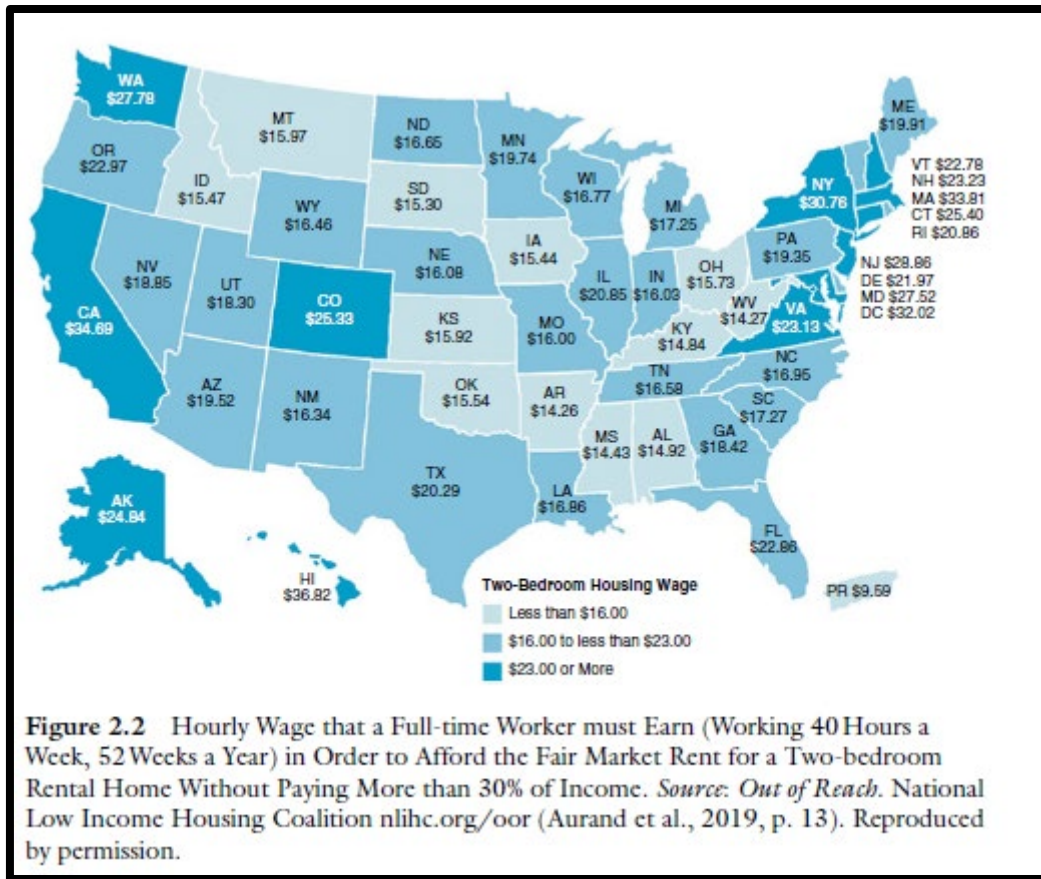 WA
$27.78
MT
$15.97
ND
$16.65
MN
$19.74
ME
$19.91
OR
$22.97
ID
$15.47
SD
$15.30
WI
$16.77
MI
$17.25
NY
$30.76
VT $22.78
NH $23.23
MA $33.81
CT $25.40
RI $20.86
WY
$16.46
NE
$16.08
IA
$15.44
PA
$19.35
NJ $28.86
DE $21.97
MD $27.52
DC $32.02
NV
$18.85
UT
$18.30
CO
$25.33
IL
$20.85
IN
$16.03
OH
$15.73
WV
$14.27
VA
$23.13
CA
$34.69
KS
$15.92
MO
$16.00
KY
$14.84
AZ
$19.52
NM
$16.34
OK
$15.54
AR
$14.26
TN
$16.58
NC
$16.95
SC
$17.27
MS
$14.43
AL
$14.92
GA
$18.42
TX
$20.29
LA
$16.86
FL
$22.86
AK
$24.84
HI
$36.82
PR $9.59
Two-Bedroom Housing Wage
Less than $16.00
$16.00 to less than $23.00
$23.00 or More
Figure 2.2 Hourly Wage that a Full-time Worker must Earn (Working 40 Hours a
Week, 52 Weeks a Year) in Order to Afford the Fair Market Rent for a Two-bedroom
Rental Home Without Paying More than 30% of Income. Source: Out of Reach. National
Low Income Housing Coalition nlihc.org/oor (Aurand et al., 2019, p. 13). Reproduced
by permission.